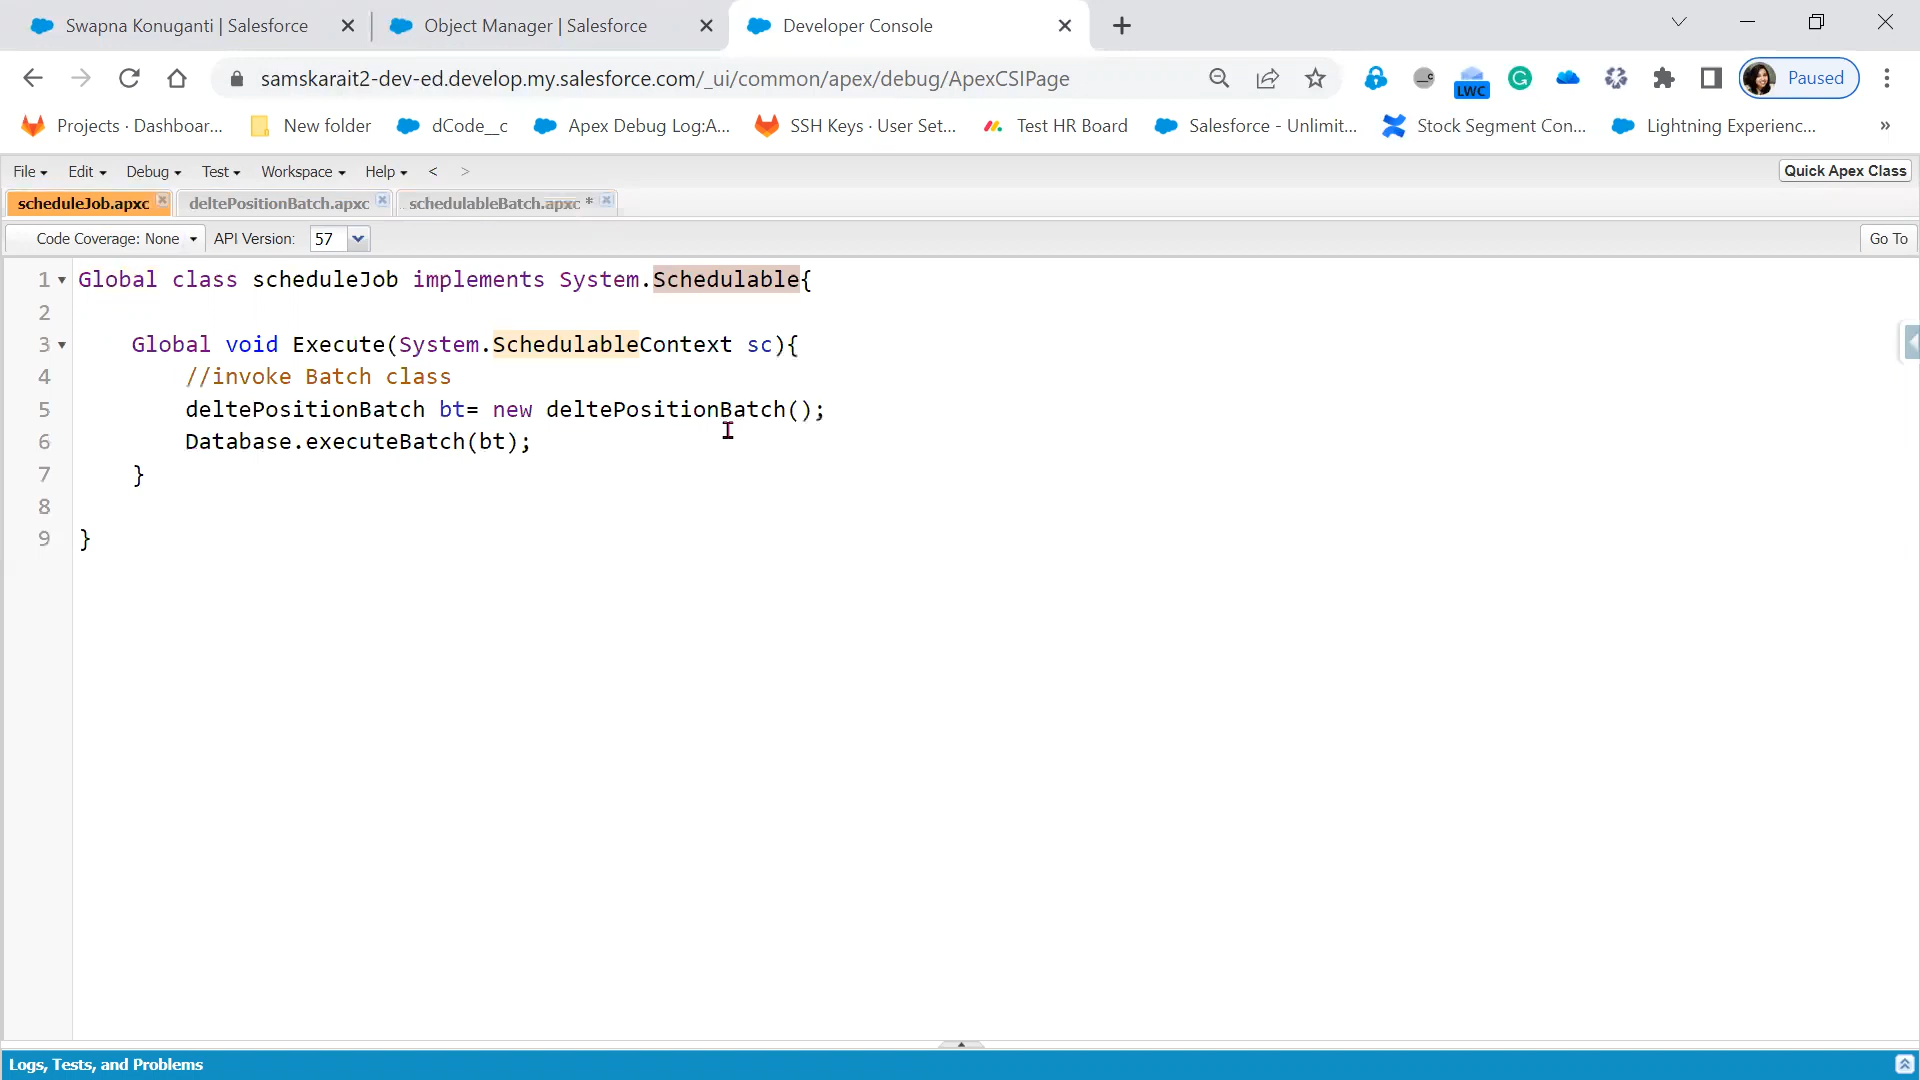 Swapna Konuganti | Salesforce
Object Manager | Salesforce
Developer Console
samskarait2-dev-ed.develop.my.salesforce.com/_ui/common/apex/debug/ApexCSIPage
LWC
Paused
Projects · Dashboar...
New folder
dCode__c
Apex Debug Log:A...
SSH Keys · User Set...
Test HR Board
Salesforce - Unlimit...
Stock Segment Con...
Lightning Experienc...
»
File
Edit
Debug
Test
Workspace
Help
<
>
Quick Apex Class
scheduleJob.apxc
deltePositionBatch.apxc
schedulableBatch.apxc *
Code Coverage: None
API Version:
57
Go To
1 Global class scheduleJob implements System.Schedulable{
2
3 Global void Execute(System.SchedulableContext sc){
4 //invoke Batch class
5 deltePositionBatch bt= new deltePositionBatch();
6 Database.executeBatch(bt);
7 }
8
9 }
Logs, Tests, and Problems